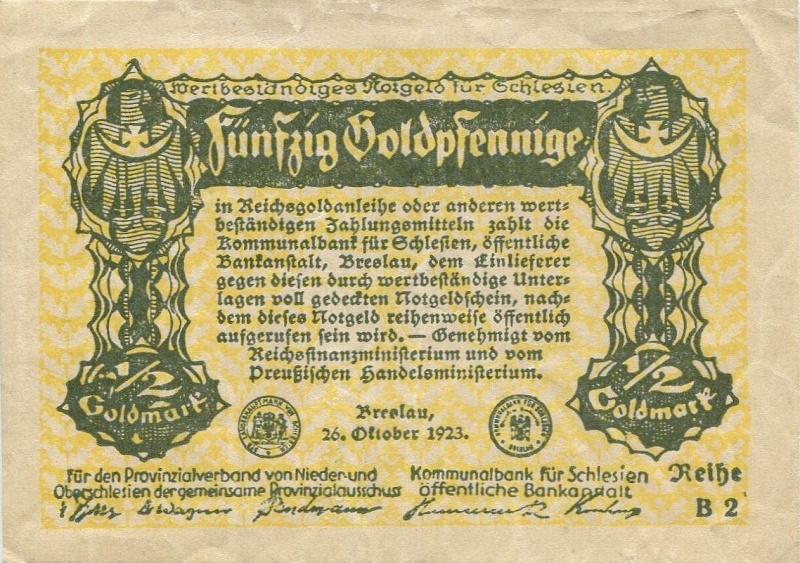 Wertbeständiges Notgeld für Schlesien.
Fünfzig Goldpfennige
in Reichsgoldanleihe oder anderen wert-
beständigen Zahlungsmitteln zahlt die
Kommunalbank für Schlesien, öffentliche
Bankanstalt, Breslau, dem Einlieferer
gegen diesen durch wertbeständige Unter-
lagen voll gedeckten Notgeldschein, nach-
dem dieses Notgeld reihenweise öffentlich
aufgerufen sein wird. — Genehmigt vom
Reichsfinanzministerium und vom
Preußischen Handelsministerium.
1/2
Goldmark
1/2
Goldmark
Breslau,
26. Oktober 1923.
Für den Provinzialverband von Nieder-und
Oberschlesien der gemeinsame Provinzialausschuss
Kommunalbank für Schlesien
öffentliche Bankanstalt
Reihe
B 2